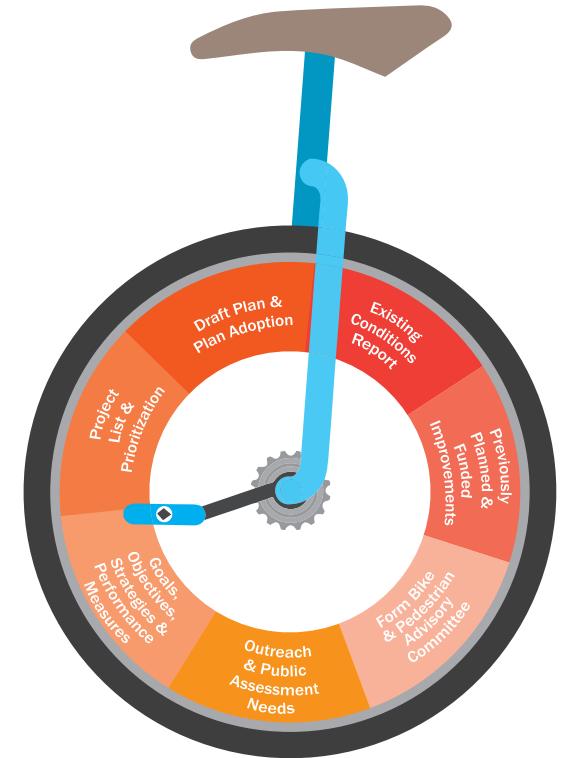 Existing
Conditions
Report
Previously
Planned &
Funded
Improvements
Form Bike
& Pedestrian
Advisory
Committee
Outreach
& Public
Assessment
Needs
Goals,
Objectives,
Strategies &
Performance
Measures
Project
List &
Prioritization
Draft Plan &
Plan Adoption